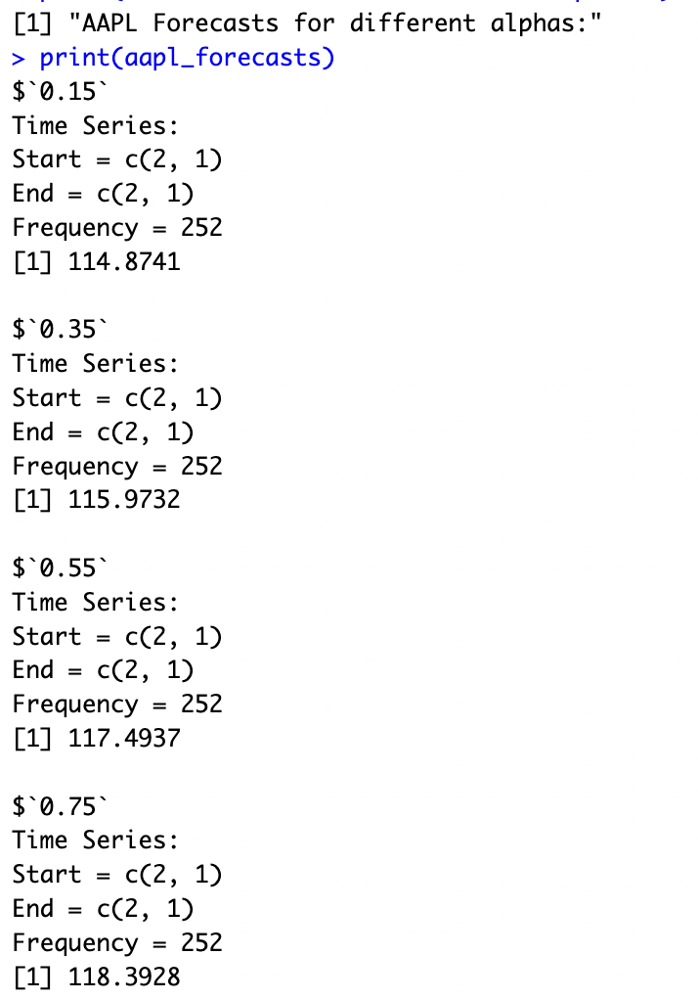 [1] "AAPL Forecasts for different alphas:"
> print(aapl_forecasts)
$`0.15`
Time Series:
Start = c(2, 1)
End = c(2, 1)
Frequency = 252
[1] 114.8741
$`0.35`
Time Series:
Start = c(2, 1)
End = c(2, 1)
Frequency = 252
[1] 115.9732
$`0.55`
Time Series:
Start = c(2, 1)
End = c(2, 1)
Frequency = 252
[1] 117.4937
$`0.75`
Time Series:
Start = c(2, 1)
End = c(2, 1)
Frequency = 252
[1] 118.3928